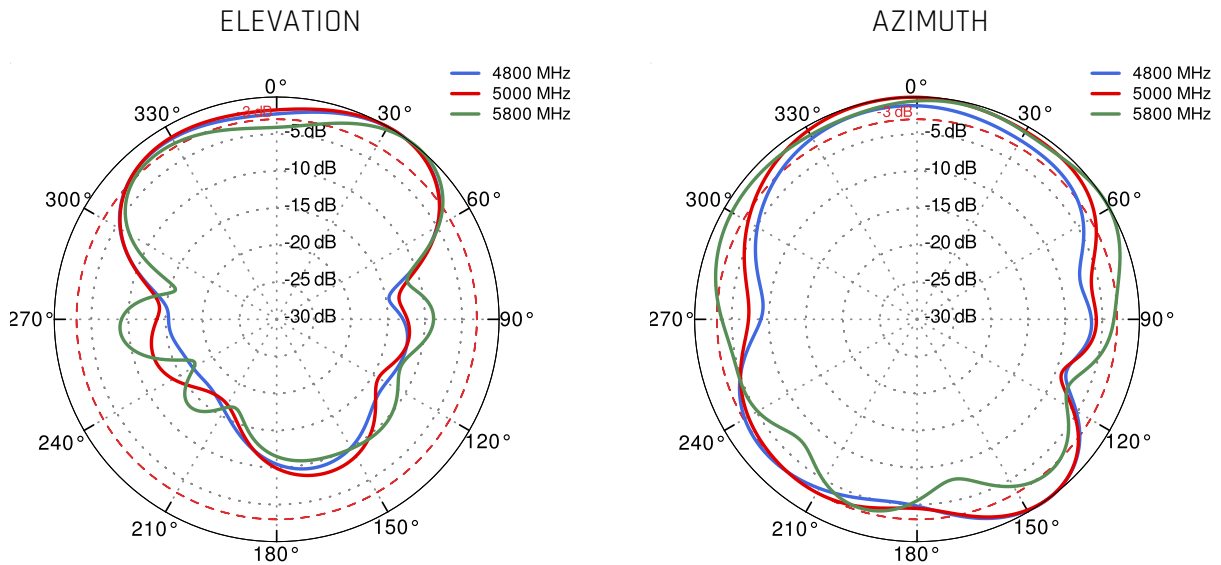 ELEVATION
4800 MHz
5000 MHz
5800 MHz
0°
30°
60°
90°
120°
150°
180°
210°
240°
270°
300°
330°
-3 dB
-5 dB
-10 dB
-15 dB
-20 dB
-25 dB
-30 dB
AZIMUTH
4800 MHz
5000 MHz
5800 MHz
0°
30°
60°
90°
120°
150°
180°
210°
240°
270°
300°
330°
-3 dB
-5 dB
-10 dB
-15 dB
-20 dB
-25 dB
-30 dB